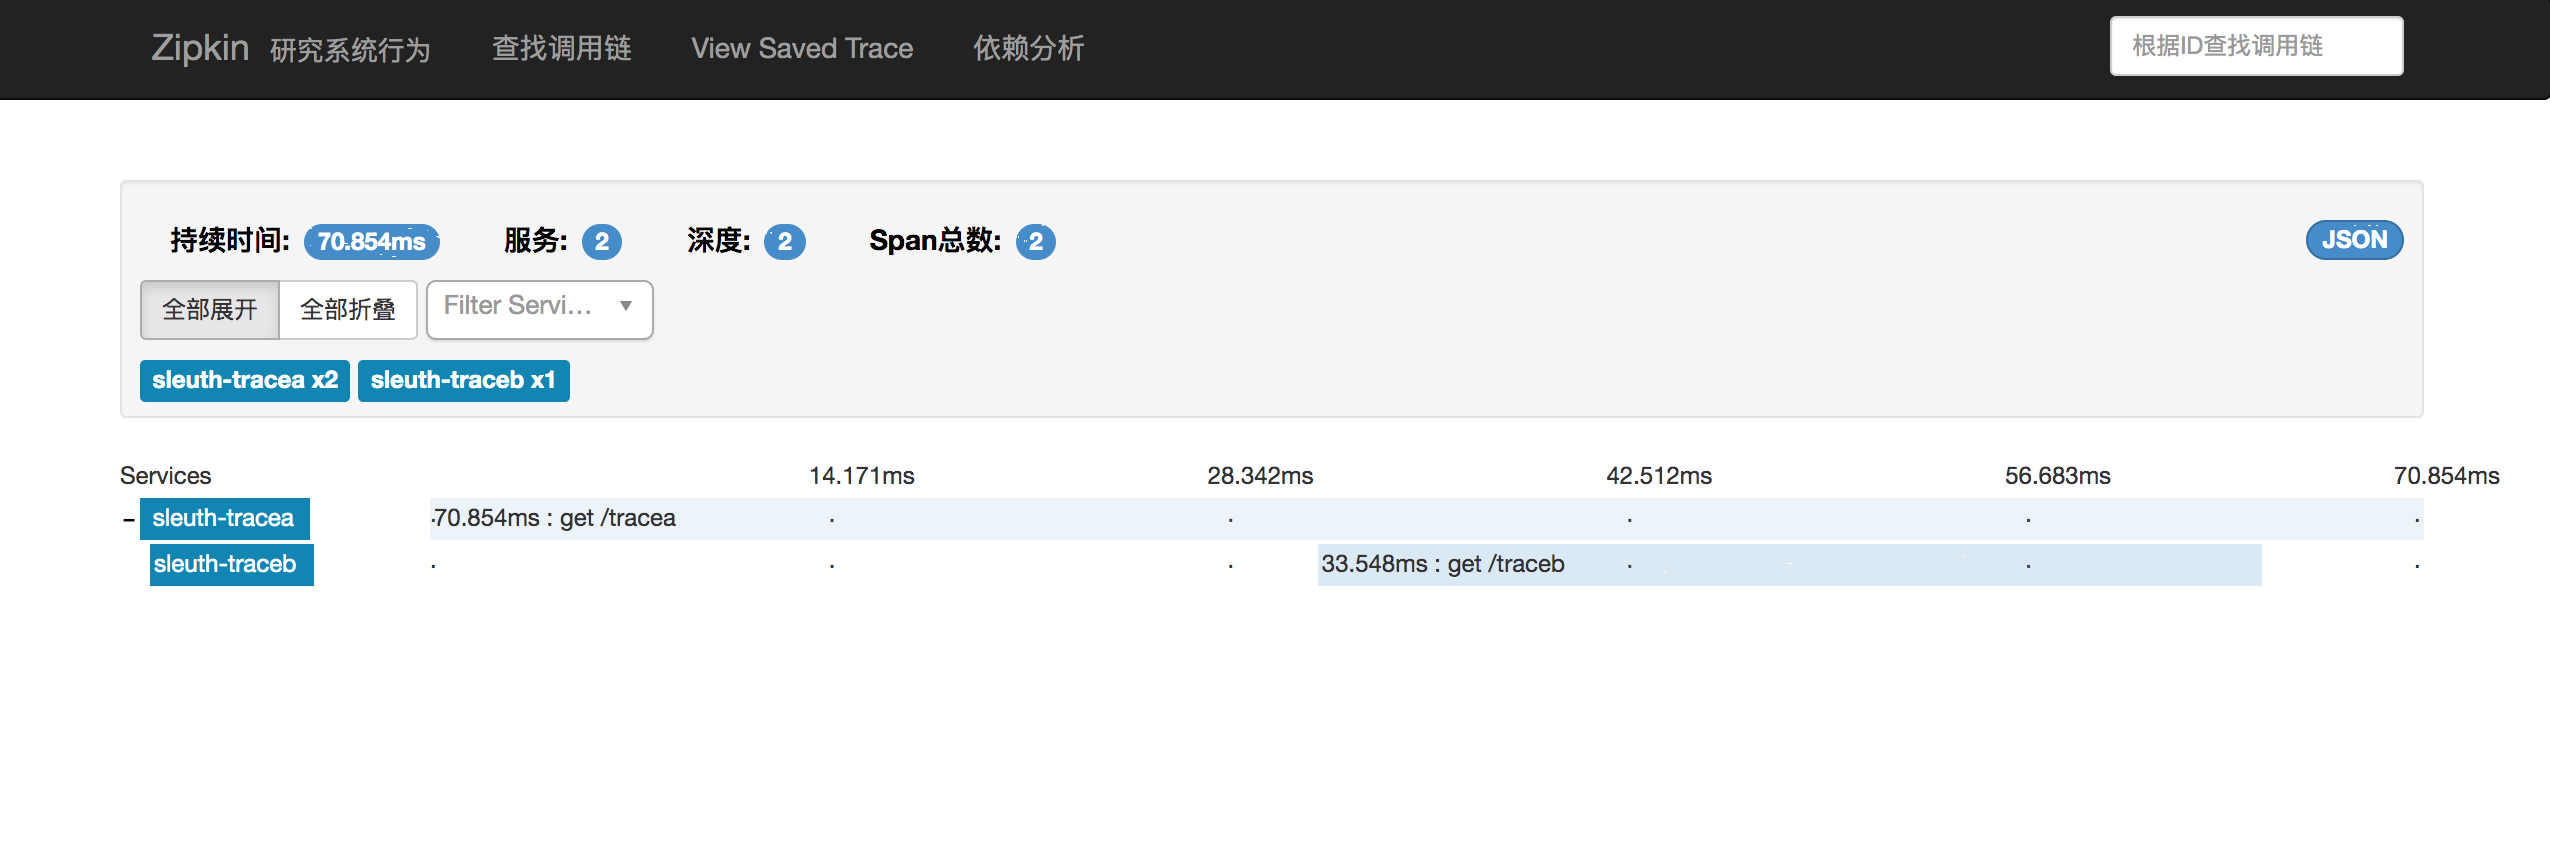 Zipkin 研究系统行为 查找调用链 View Saved Trace 依赖分析 根据ID查找调用链
持续时间: 70.854ms 服务: 2 深度: 2 Span总数: 2 JSON
全部展开 全部折叠 Filter Servi...
sleuth-tracea x2 sleuth-traceb x1
Services 14.171ms 28.342ms 42.512ms 56.683ms 70.854ms
- sleuth-tracea 70.854ms : get /tracea
sleuth-traceb 33.548ms : get /traceb